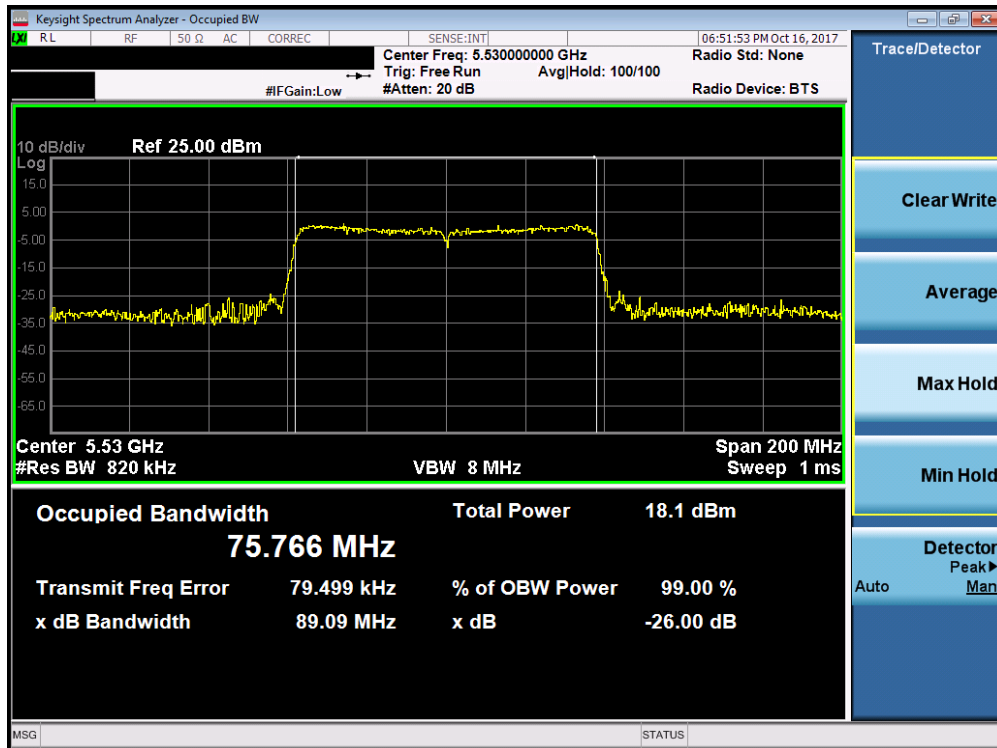 Keysight Spectrum Analyzer - Occupied BW
LXI RL RF 50 Ω AC CORREC SENSE:INT 06:51:53 PM Oct 16, 2017
Center Freq: 5.530000000 GHz Radio Std: None
Trig: Free Run Avg|Hold: 100/100
#IFGain:Low #Atten: 20 dB Radio Device: BTS
10 dB/div Ref 25.00 dBm
Log
15.0
5.00
-5.00
-15.0
-25.0
-35.0
-45.0
-55.0
-65.0
Center 5.53 GHz Span 200 MHz
#Res BW 820 kHz VBW 8 MHz Sweep 1 ms
Occupied Bandwidth Total Power 18.1 dBm
75.766 MHz
Transmit Freq Error 79.499 kHz % of OBW Power 99.00 %
x dB Bandwidth 89.09 MHz x dB -26.00 dB
Trace/Detector
Clear Write
Average
Max Hold
Min Hold
Detector
Peak▶
Auto Man
MSG STATUS